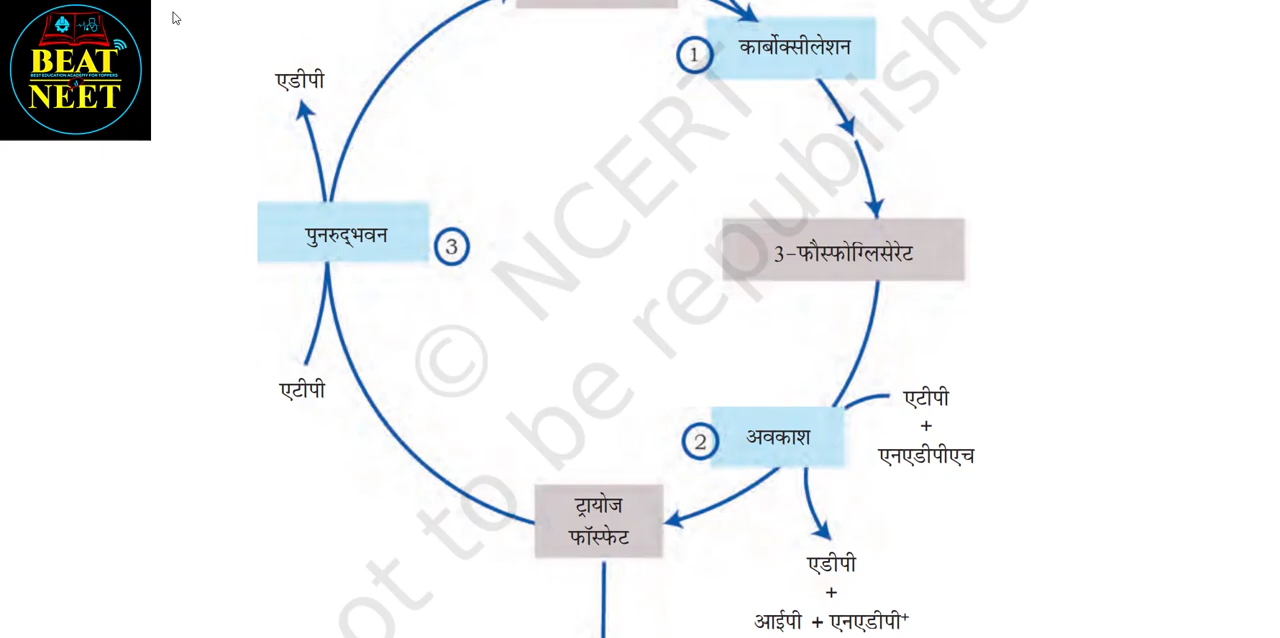 BEAT
BEST EDUCATION ACADEMY FOR TOPPERS
NEET
1
कार्बोक्सीलेशन
एडीपी
पुनरुद्भवन
3
3-फौस्फोग्लिसेरेट
एटीपी
2
अवकाश
एटीपी
+
एनएडीपीएच
ट्रायोज
फॉस्फेट
एडीपी
+
आईपी + एनएडीपी⁺
© NCERT
not to be republishe